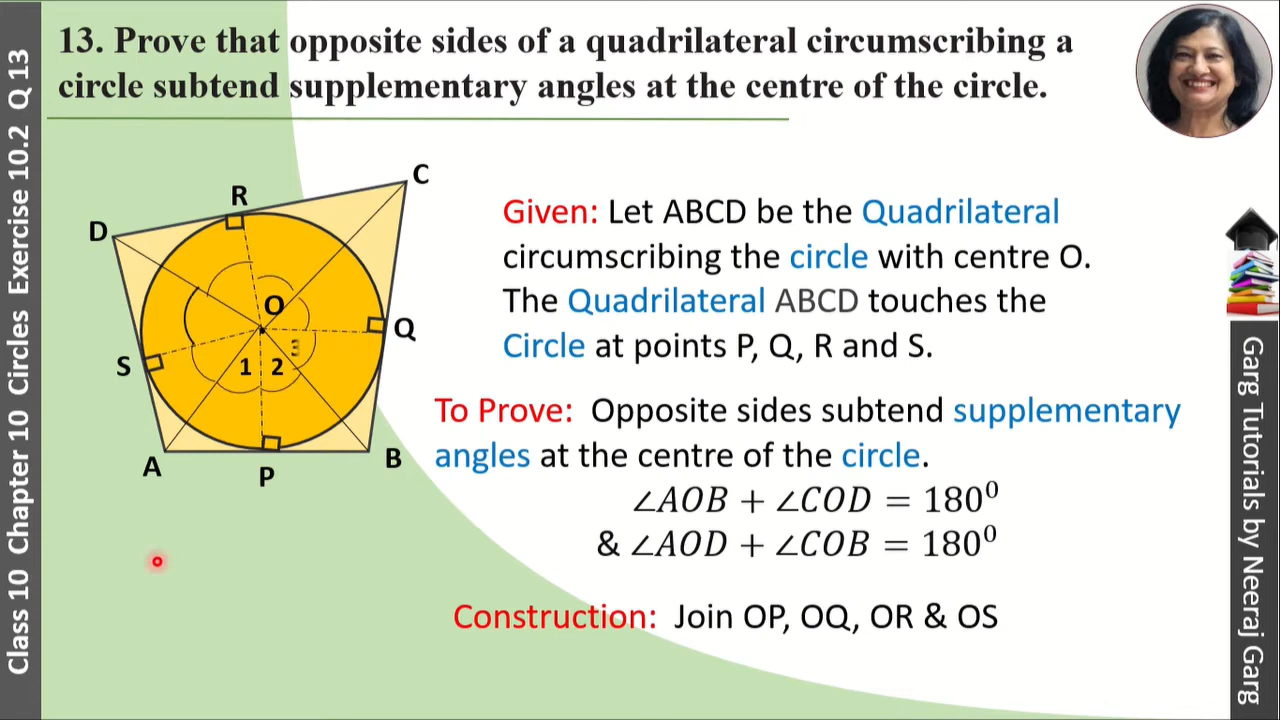 13. Prove that opposite sides of a quadrilateral circumscribing a
circle subtend supplementary angles at the centre of the circle.
Class 10 Chapter 10 Circles Exercise 10.2 Q 13
C
R
D
O
Q
S
1 2
3
A
P
B
Given: Let ABCD be the Quadrilateral
circumscribing the circle with centre O.
The Quadrilateral ABCD touches the
Circle at points P, Q, R and S.
To Prove: Opposite sides subtend supplementary
angles at the centre of the circle.
∠AOB + ∠COD = 180⁰
& ∠AOD + ∠COB = 180⁰
Construction: Join OP, OQ, OR & OS
Garg Tutorials by Neeraj Garg